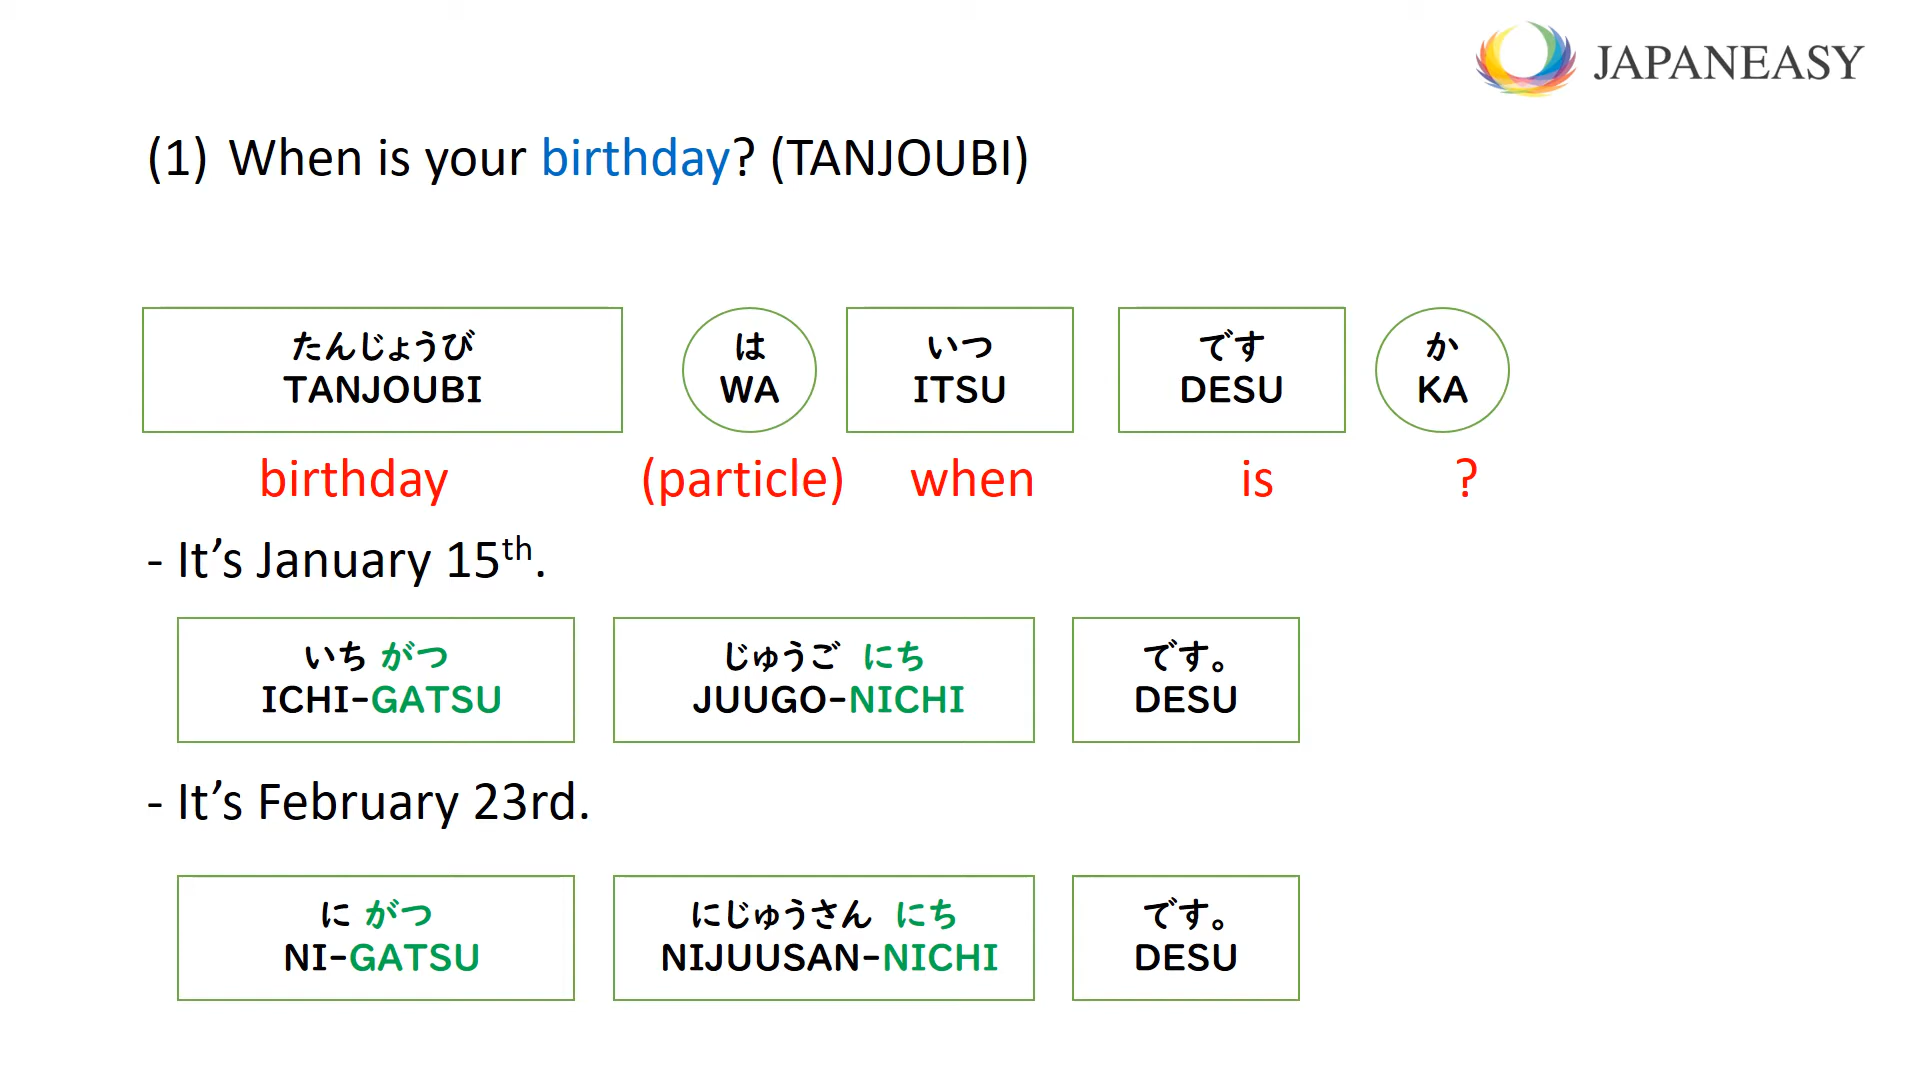 JAPANEASY
(1) When is your birthday? (TANJOUBI)
たんじょうび は いつ です か
TANJOUBI WA ITSU DESU KA
birthday (particle) when is ?
- It’s January 15th.
いち がつ じゅうご にち です。
ICHI-GATSU JUUGO-NICHI DESU
- It’s February 23rd.
に がつ にじゅうさん にち です。
NI-GATSU NIJUUSAN-NICHI DESU